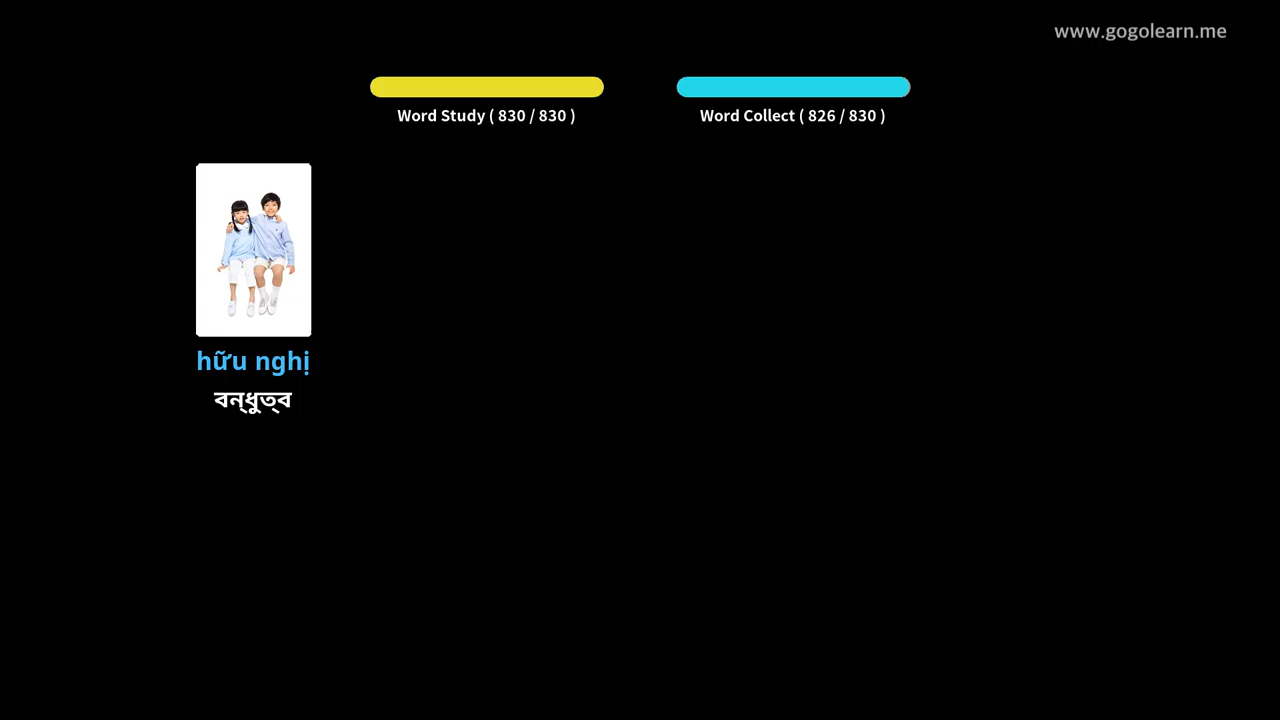 www.gogolearn.me
Word Study ( 830 / 830 )
Word Collect ( 826 / 830 )
hữu nghị
বন্ধুত্ব